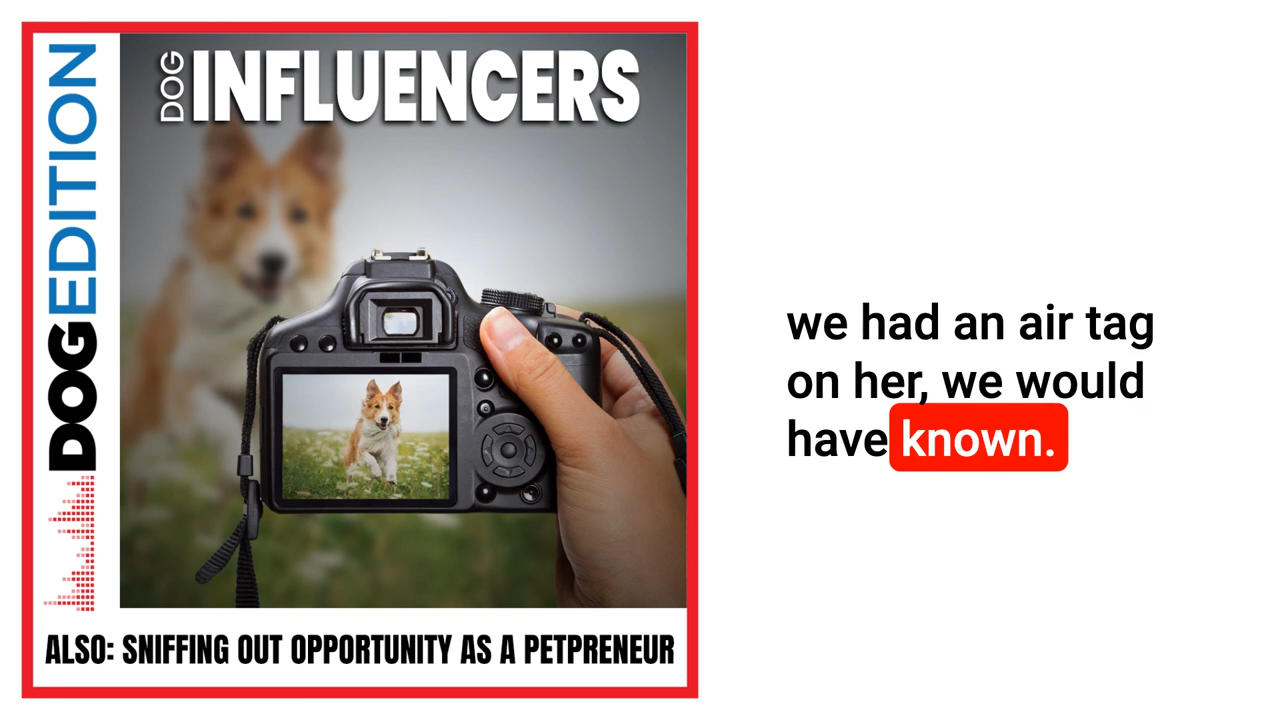 DOGEDITION
DOG INFLUENCERS
ALSO: SNIFFING OUT OPPORTUNITY AS A PETPRENEUR
we had an air tag
on her, we would
have known.